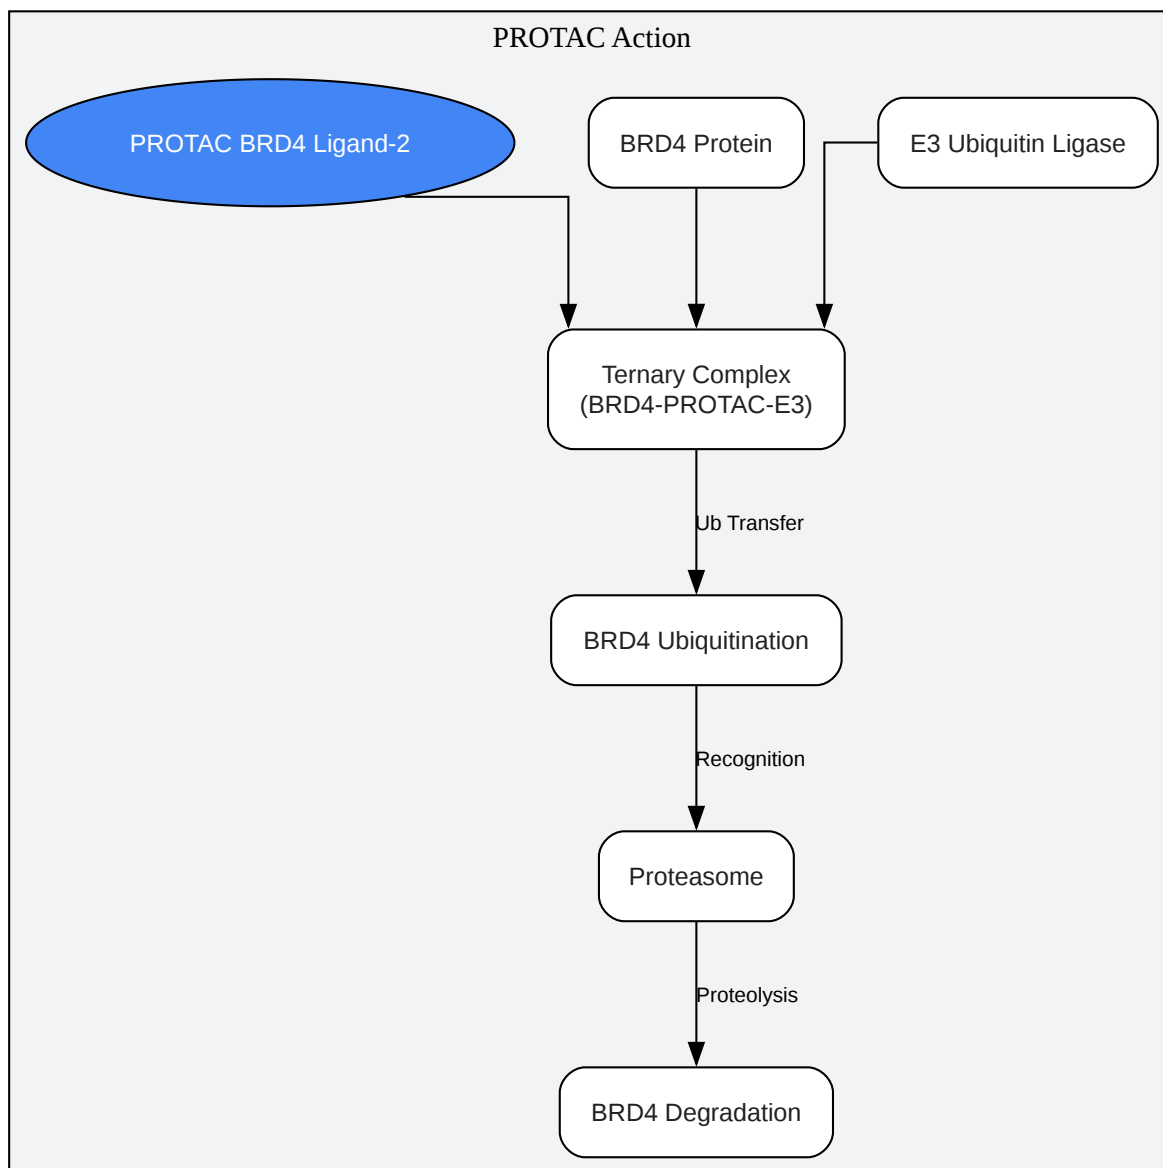 PROTAC Action
PROTAC BRD4 Ligand-2
BRD4 Protein
E3 Ubiquitin Ligase
Ternary Complex
(BRD4-PROTAC-E3)
Ub Transfer
BRD4 Ubiquitination
Recognition
Proteasome
Proteolysis
BRD4 Degradation